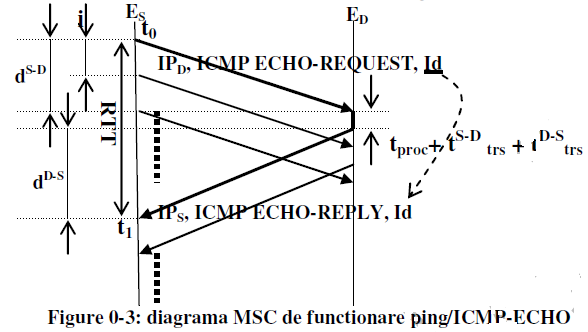 i
E_S
E_D
t_0
d^S-D
IP_D, ICMP ECHO-REQUEST, Id
RTT
t_proc + t^S-D_trs + t^D-S_trs
d^D-S
IP_S, ICMP ECHO-REPLY, Id
t_1
Figure 0-3: diagrama MSC de functionare ping/ICMP-ECHO